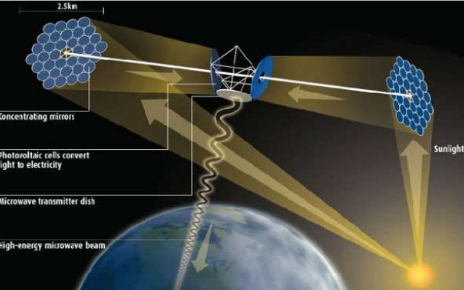 2.5km
Concentrating mirrors
Photovoltaic cells convert
light to electricity
Sunlight
Microwave transmitter dish
High-energy microwave beam